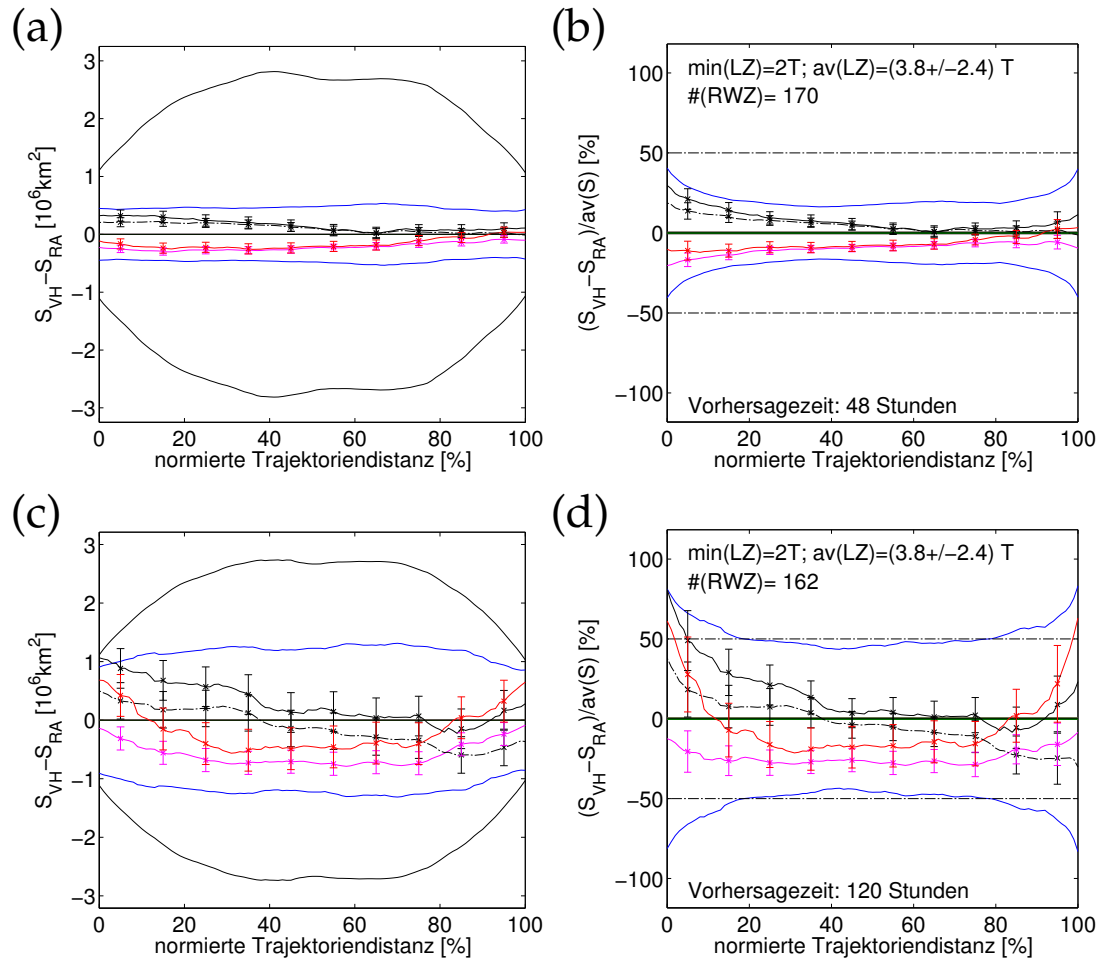 (a)
3
2
1
0
−1
−2
−3
S_VH−S_RA [10^6km^2]
0 20 40 60 80 100
normierte Trajektoriendistanz [%]
(b)
100
50
0
−50
−100
(S_VH−S_RA)/av(S) [%]
min(LZ)=2T; av(LZ)=(3.8+/−2.4) T
#(RWZ)= 170
Vorhersagezeit: 48 Stunden
0 20 40 60 80 100
normierte Trajektoriendistanz [%]
(c)
3
2
1
0
−1
−2
−3
S_VH−S_RA [10^6km^2]
0 20 40 60 80 100
normierte Trajektoriendistanz [%]
(d)
100
50
0
−50
−100
(S_VH−S_RA)/av(S) [%]
min(LZ)=2T; av(LZ)=(3.8+/−2.4) T
#(RWZ)= 162
Vorhersagezeit: 120 Stunden
0 20 40 60 80 100
normierte Trajektoriendistanz [%]